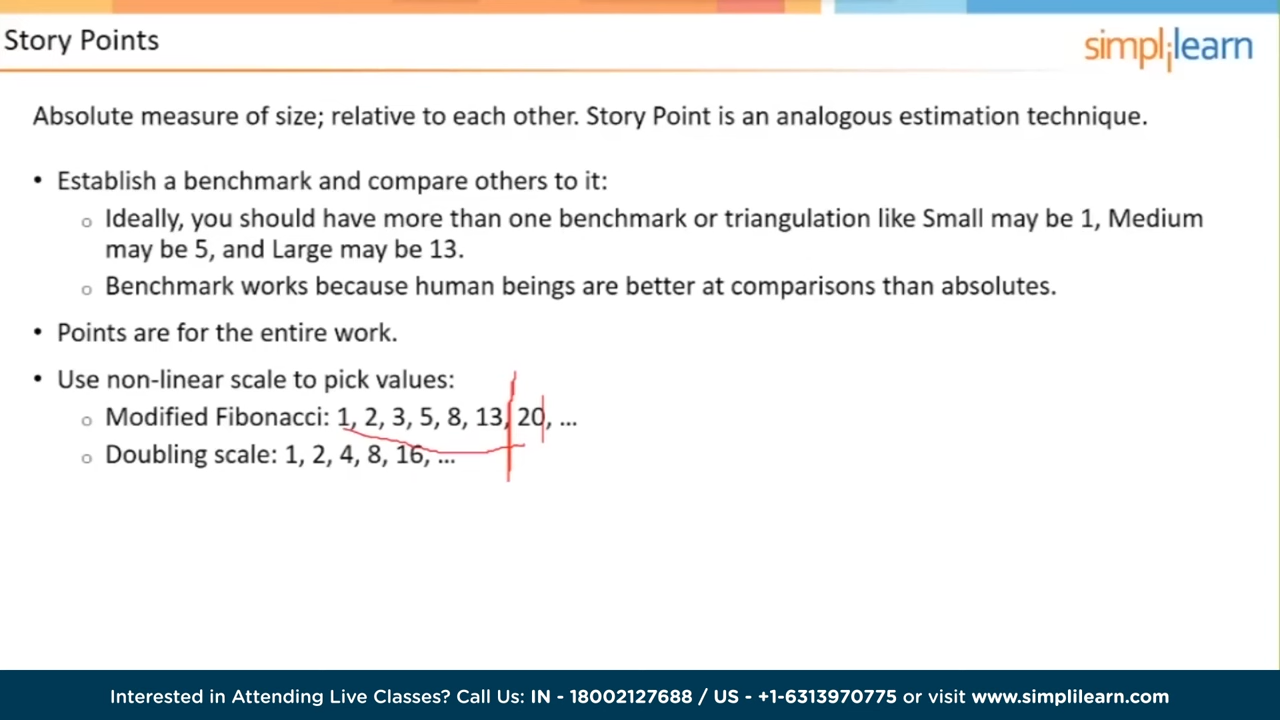 Story Points
simplilearn
Absolute measure of size; relative to each other. Story Point is an analogous estimation technique.
• Establish a benchmark and compare others to it:
o Ideally, you should have more than one benchmark or triangulation like Small may be 1, Medium
may be 5, and Large may be 13.
o Benchmark works because human beings are better at comparisons than absolutes.
• Points are for the entire work.
• Use non-linear scale to pick values:
o Modified Fibonacci: 1, 2, 3, 5, 8, 13, 20, ...
o Doubling scale: 1, 2, 4, 8, 16, ...
Interested in Attending Live Classes? Call Us: IN - 18002127688 / US - +1-6313970775 or visit www.simplilearn.com